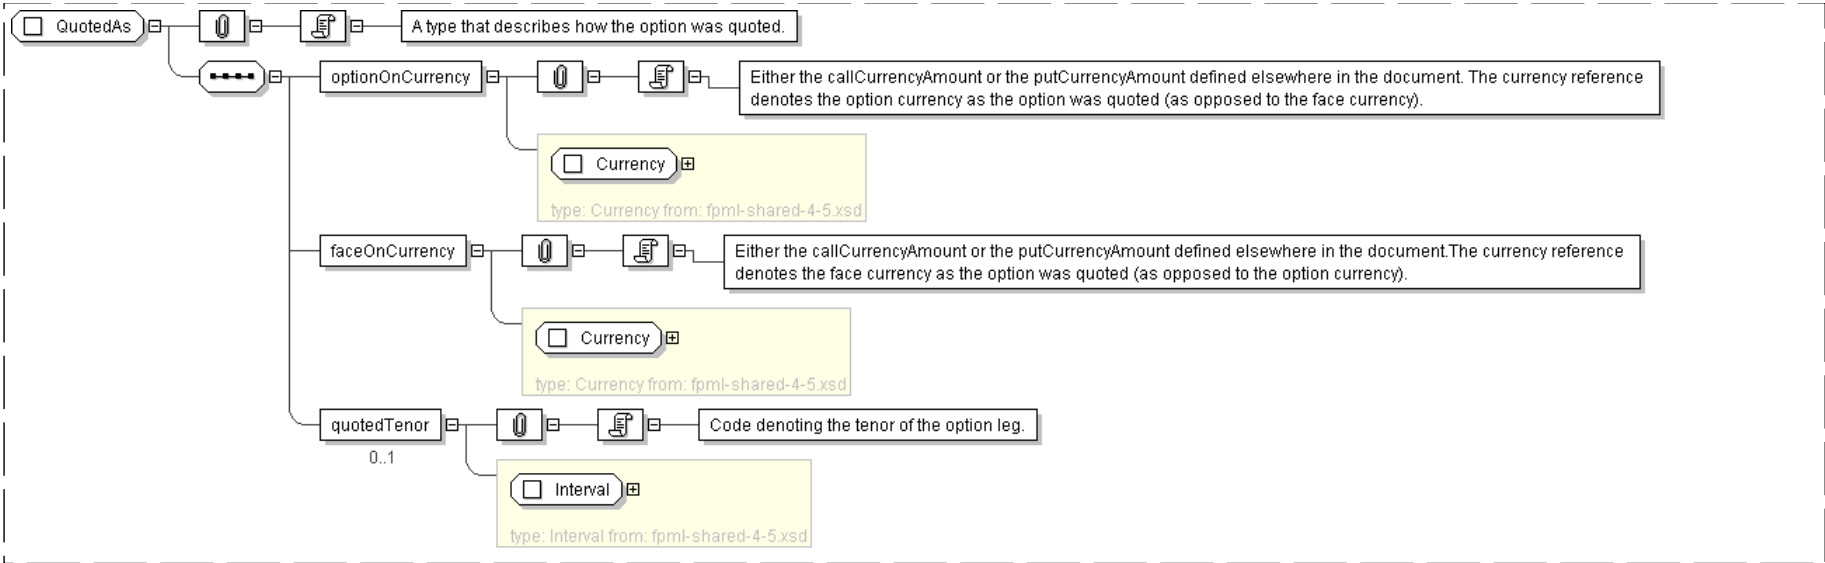 QuotedAs
A type that describes how the option was quoted.
optionOnCurrency
Either the callCurrencyAmount or the putCurrencyAmount defined elsewhere in the document. The currency reference
denotes the option currency as the option was quoted (as opposed to the face currency).
Currency
type: Currency from: fpml-shared-4-5.xsd
faceOnCurrency
Either the callCurrencyAmount or the putCurrencyAmount defined elsewhere in the document.The currency reference
denotes the face currency as the option was quoted (as opposed to the option currency).
Currency
type: Currency from: fpml-shared-4-5.xsd
quotedTenor
Code denoting the tenor of the option leg.
0..1
Interval
type: Interval from: fpml-shared-4-5.xsd